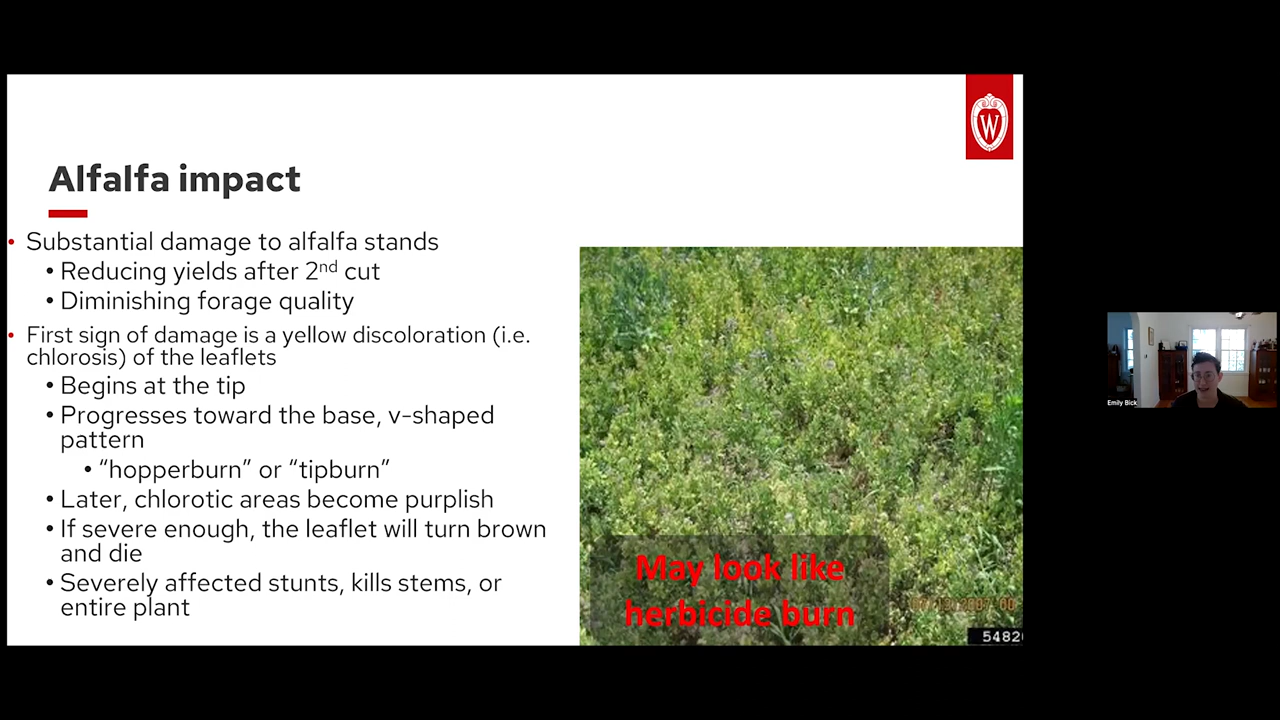 W
Alfalfa impact
• Substantial damage to alfalfa stands
• Reducing yields after 2nd cut
• Diminishing forage quality
• First sign of damage is a yellow discoloration (i.e.
chlorosis) of the leaflets
• Begins at the tip
• Progresses toward the base, v-shaped
pattern
• “hopperburn” or “tipburn”
• Later, chlorotic areas become purplish
• If severe enough, the leaflet will turn brown
and die
• Severely affected stunts, kills stems, or
entire plant
May look like
herbicide burn
5482
Emily Bick